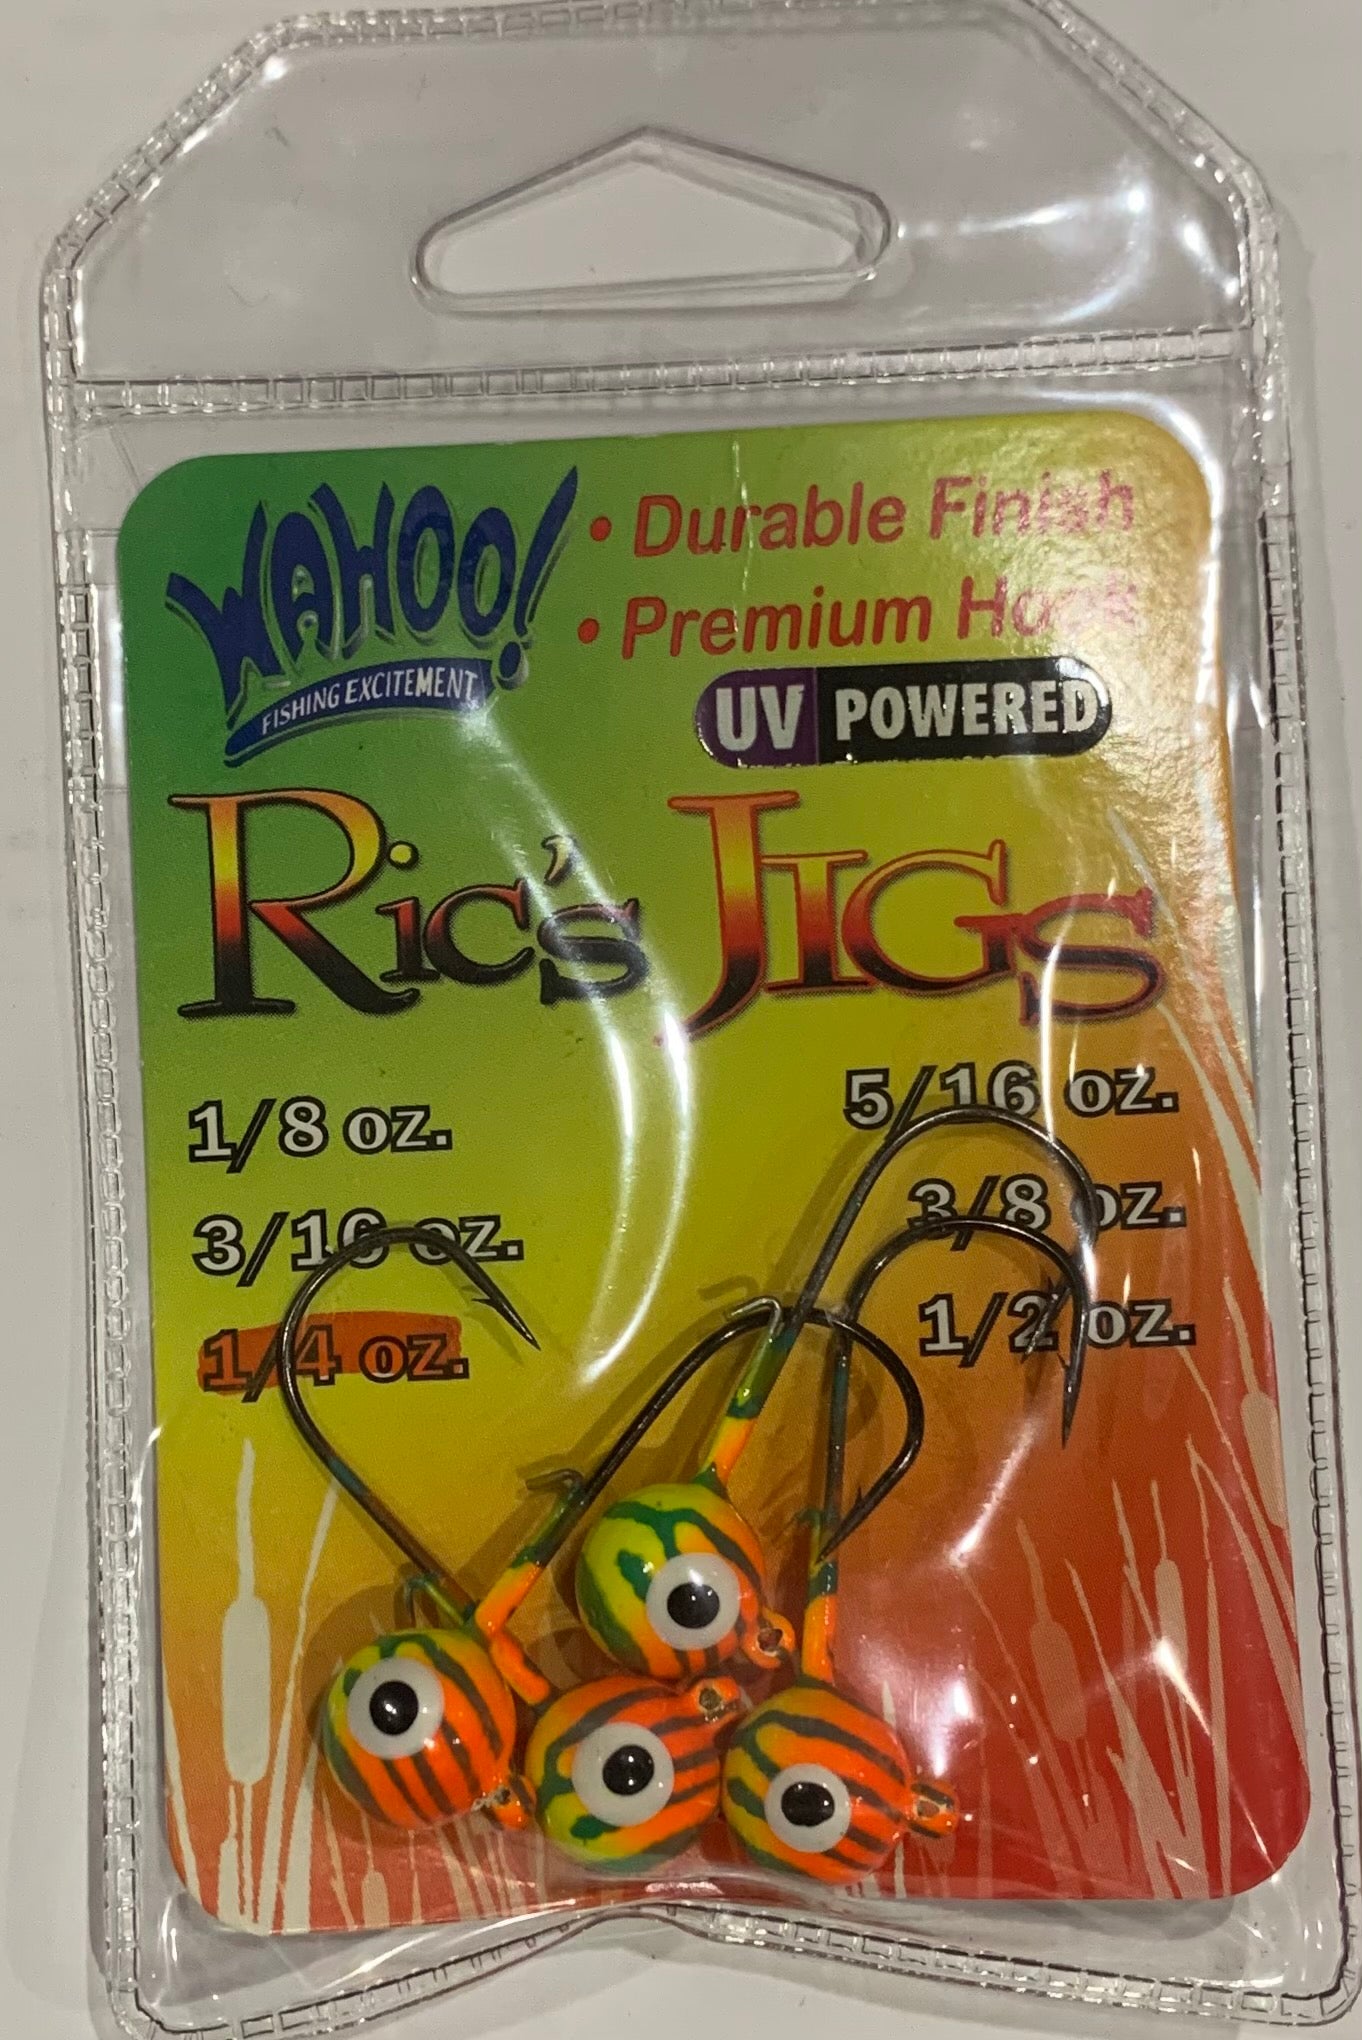 WAHOO!
FISHING EXCITEMENT
• Durable Finish
• Premium Hook
UV POWERED
Ric's Jigs
1/8 oz.
3/16 oz.
1/4 oz.
5/16 oz.
3/8 oz.
1/2 oz.